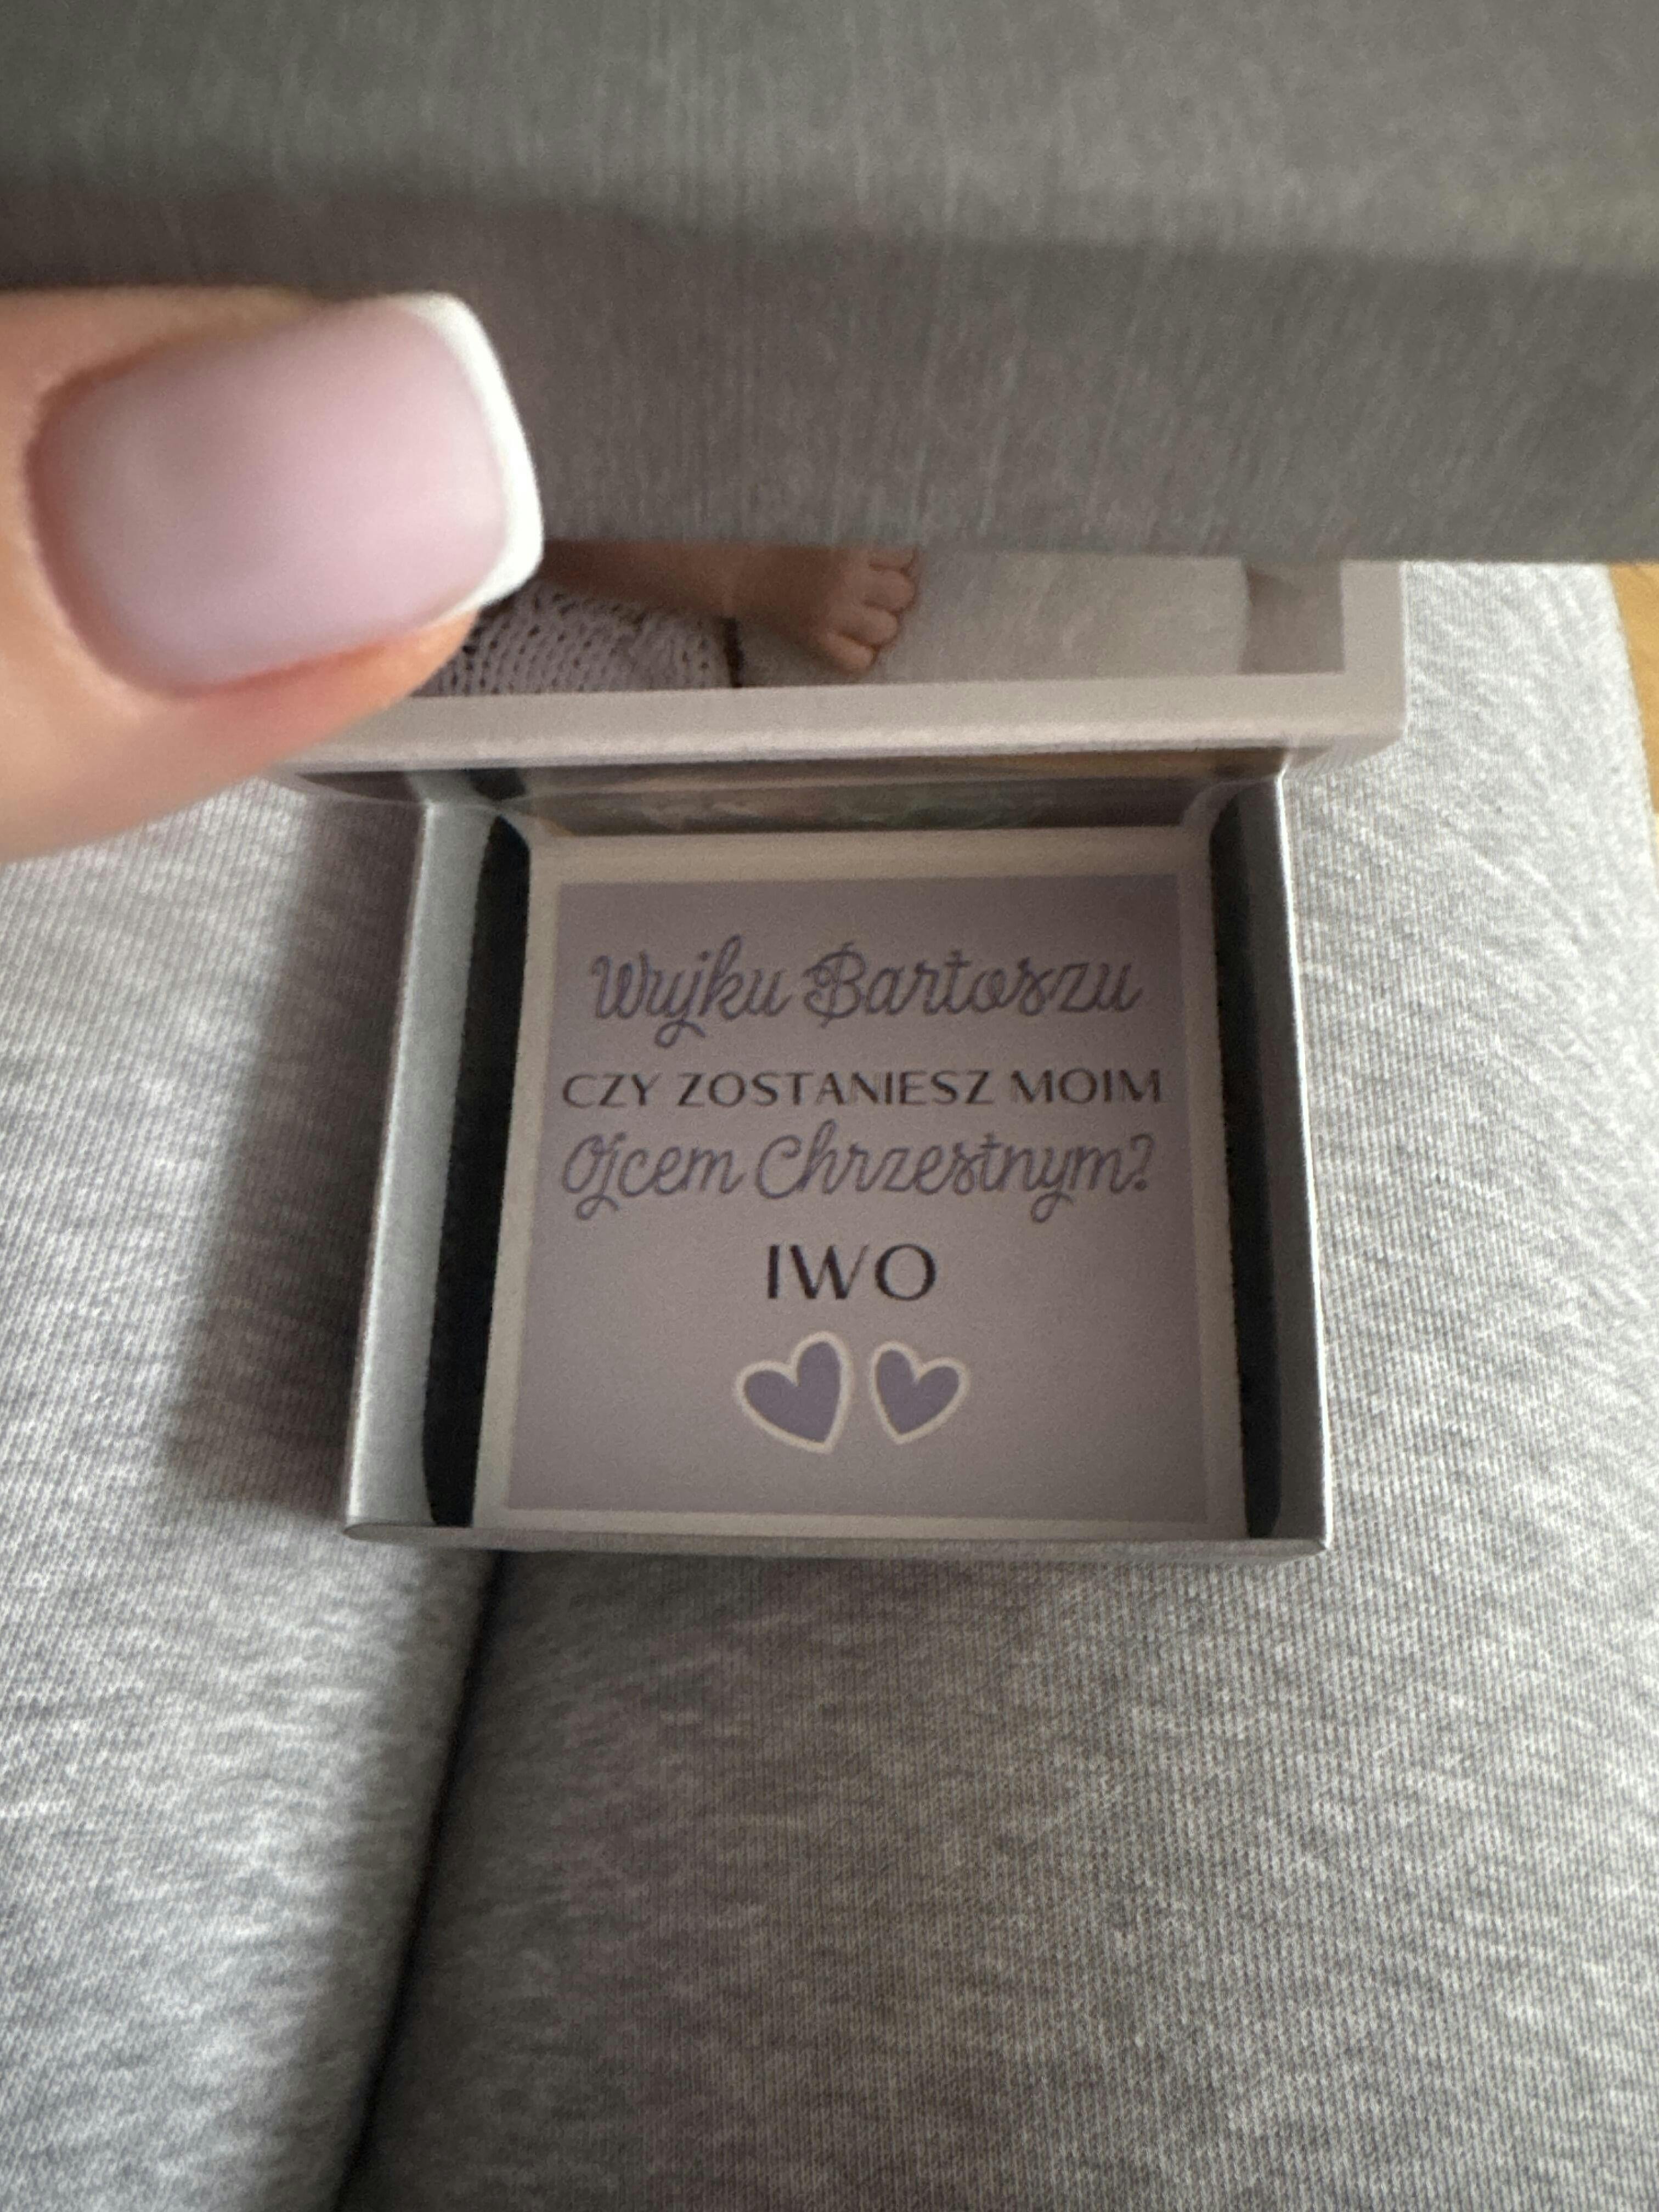 Wujku Bartoszu
CZY ZOSTANIESZ MOIM
Ojcem Chrzestnym?
IWO